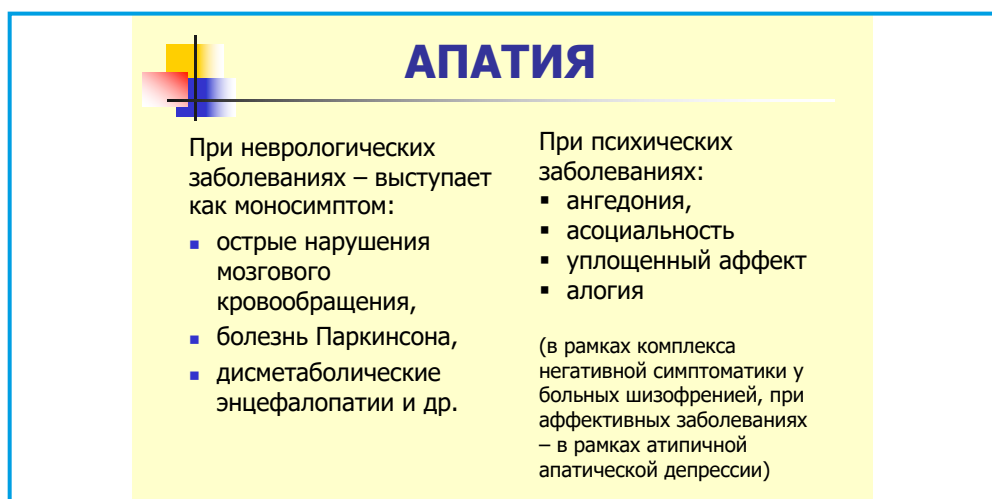 АПАТИЯ
При неврологических
заболеваниях – выступает
как моносимптом:
▪ острые нарушения
мозгового
кровообращения,
▪ болезнь Паркинсона,
▪ дисметаболические
энцефалопатии и др.
При психических
заболеваниях:
▪ ангедония,
▪ асоциальность
▪ уплощенный аффект
▪ алогия
(в рамках комплекса
негативной симптоматики у
больных шизофренией, при
аффективных заболеваниях
– в рамках атипичной
апатической депрессии)